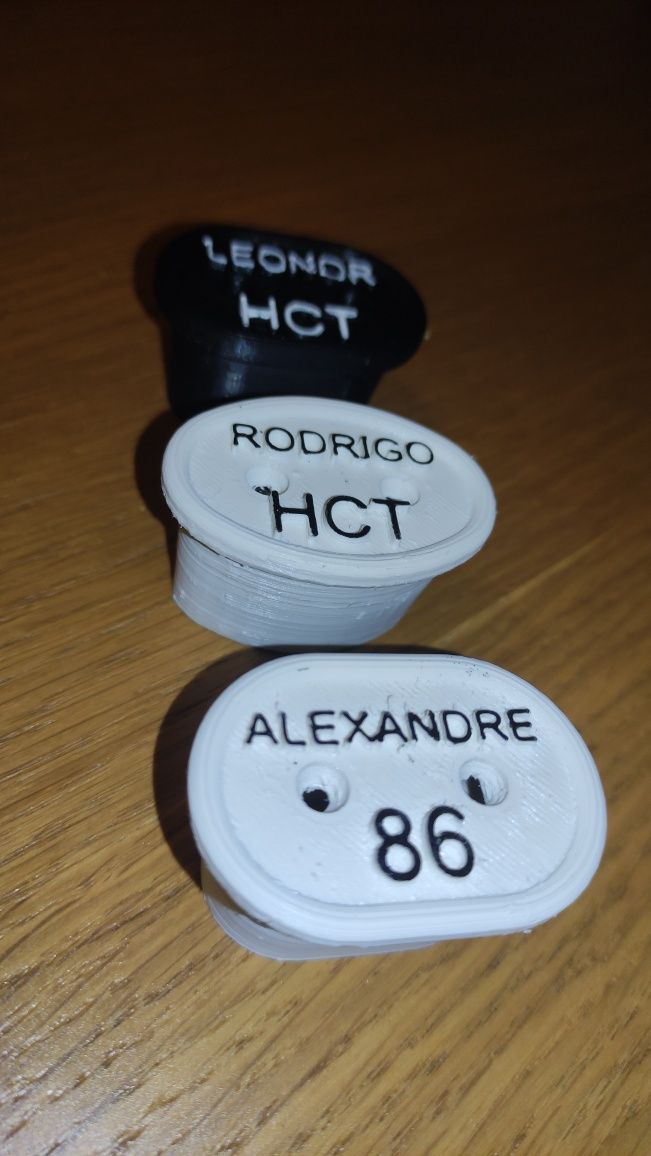 LEONOR
HCT
RODRIGO
HCT
ALEXANDRE
86